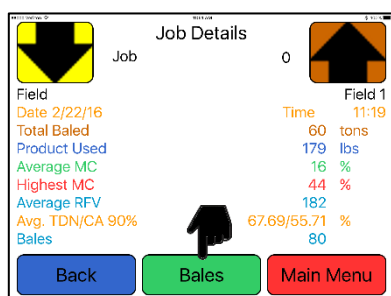 Job Details
Job 0
Field Field 1
Date 2/22/16 Time 11:19
Total Baled 60 tons
Product Used 179 lbs
Average MC 16 %
Highest MC 44 %
Average RFV 182
Avg. TDN/CA 90% 67.69/55.71 %
Bales 80
Back Bales Main Menu